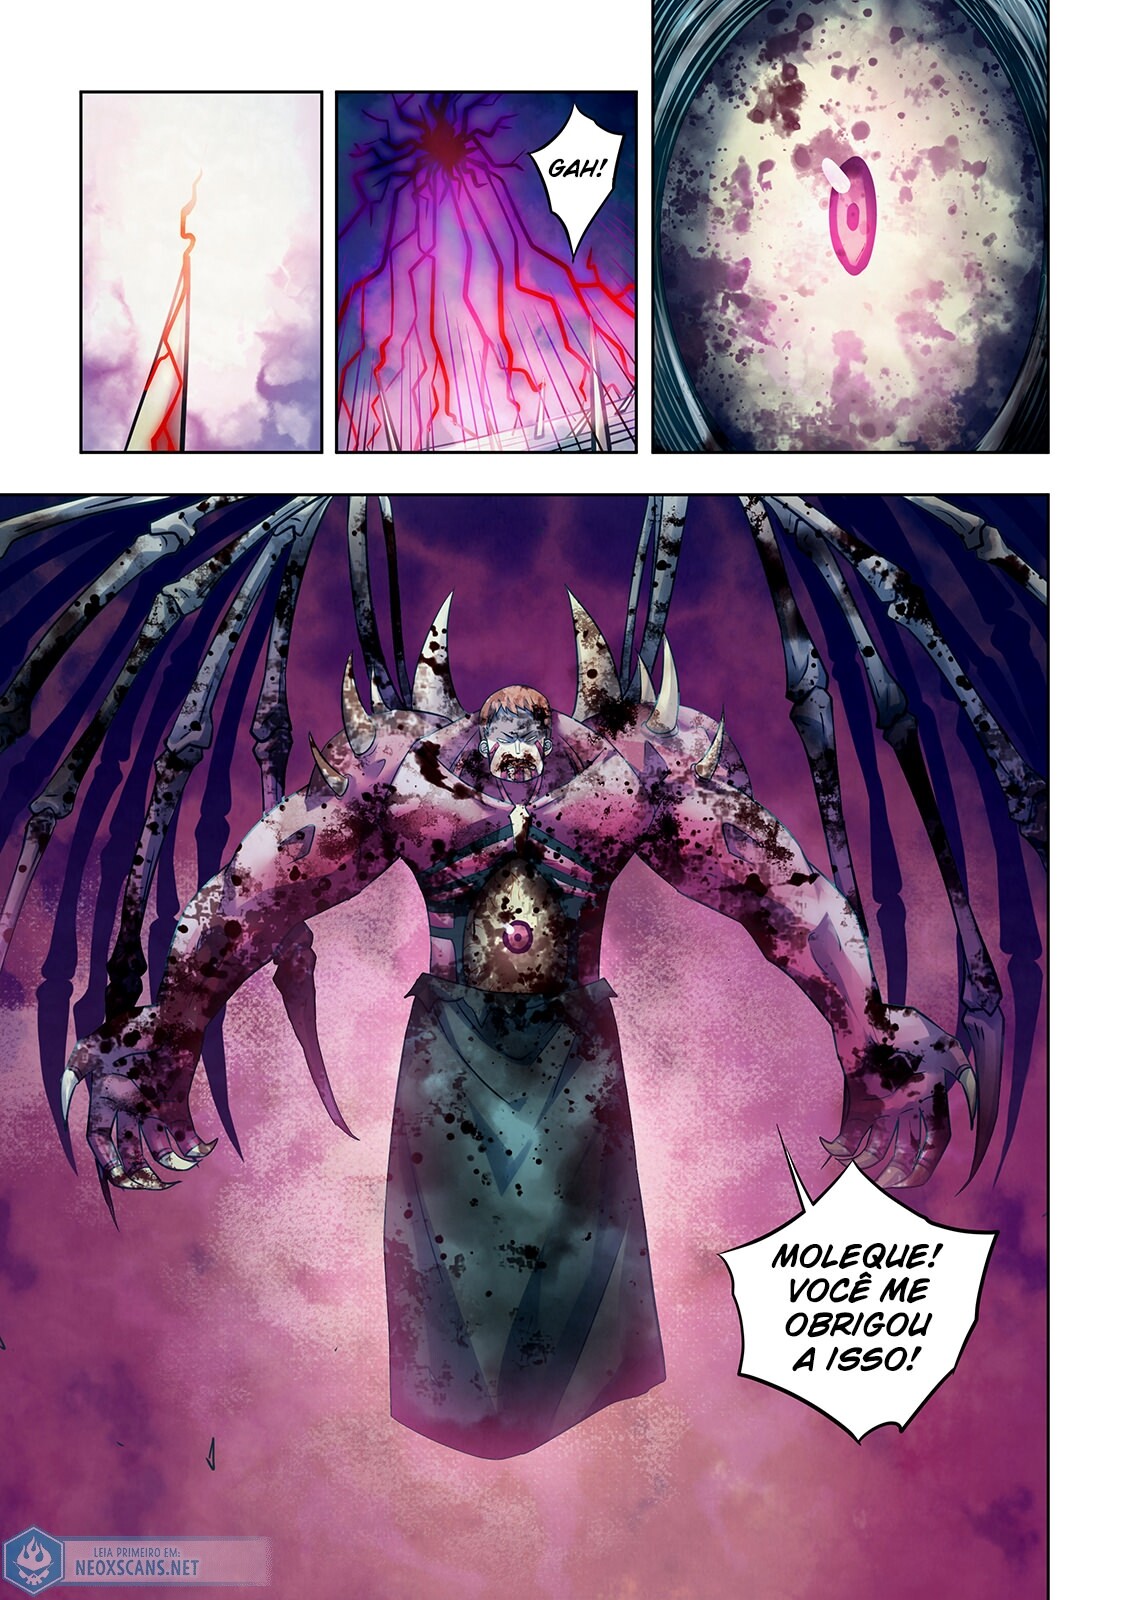 GAH!
MOLEQUE!
VOCÊ ME
OBRIGOU
A ISSO!
LEIA PRIMEIRO EM:
NEOXSCANS.NET